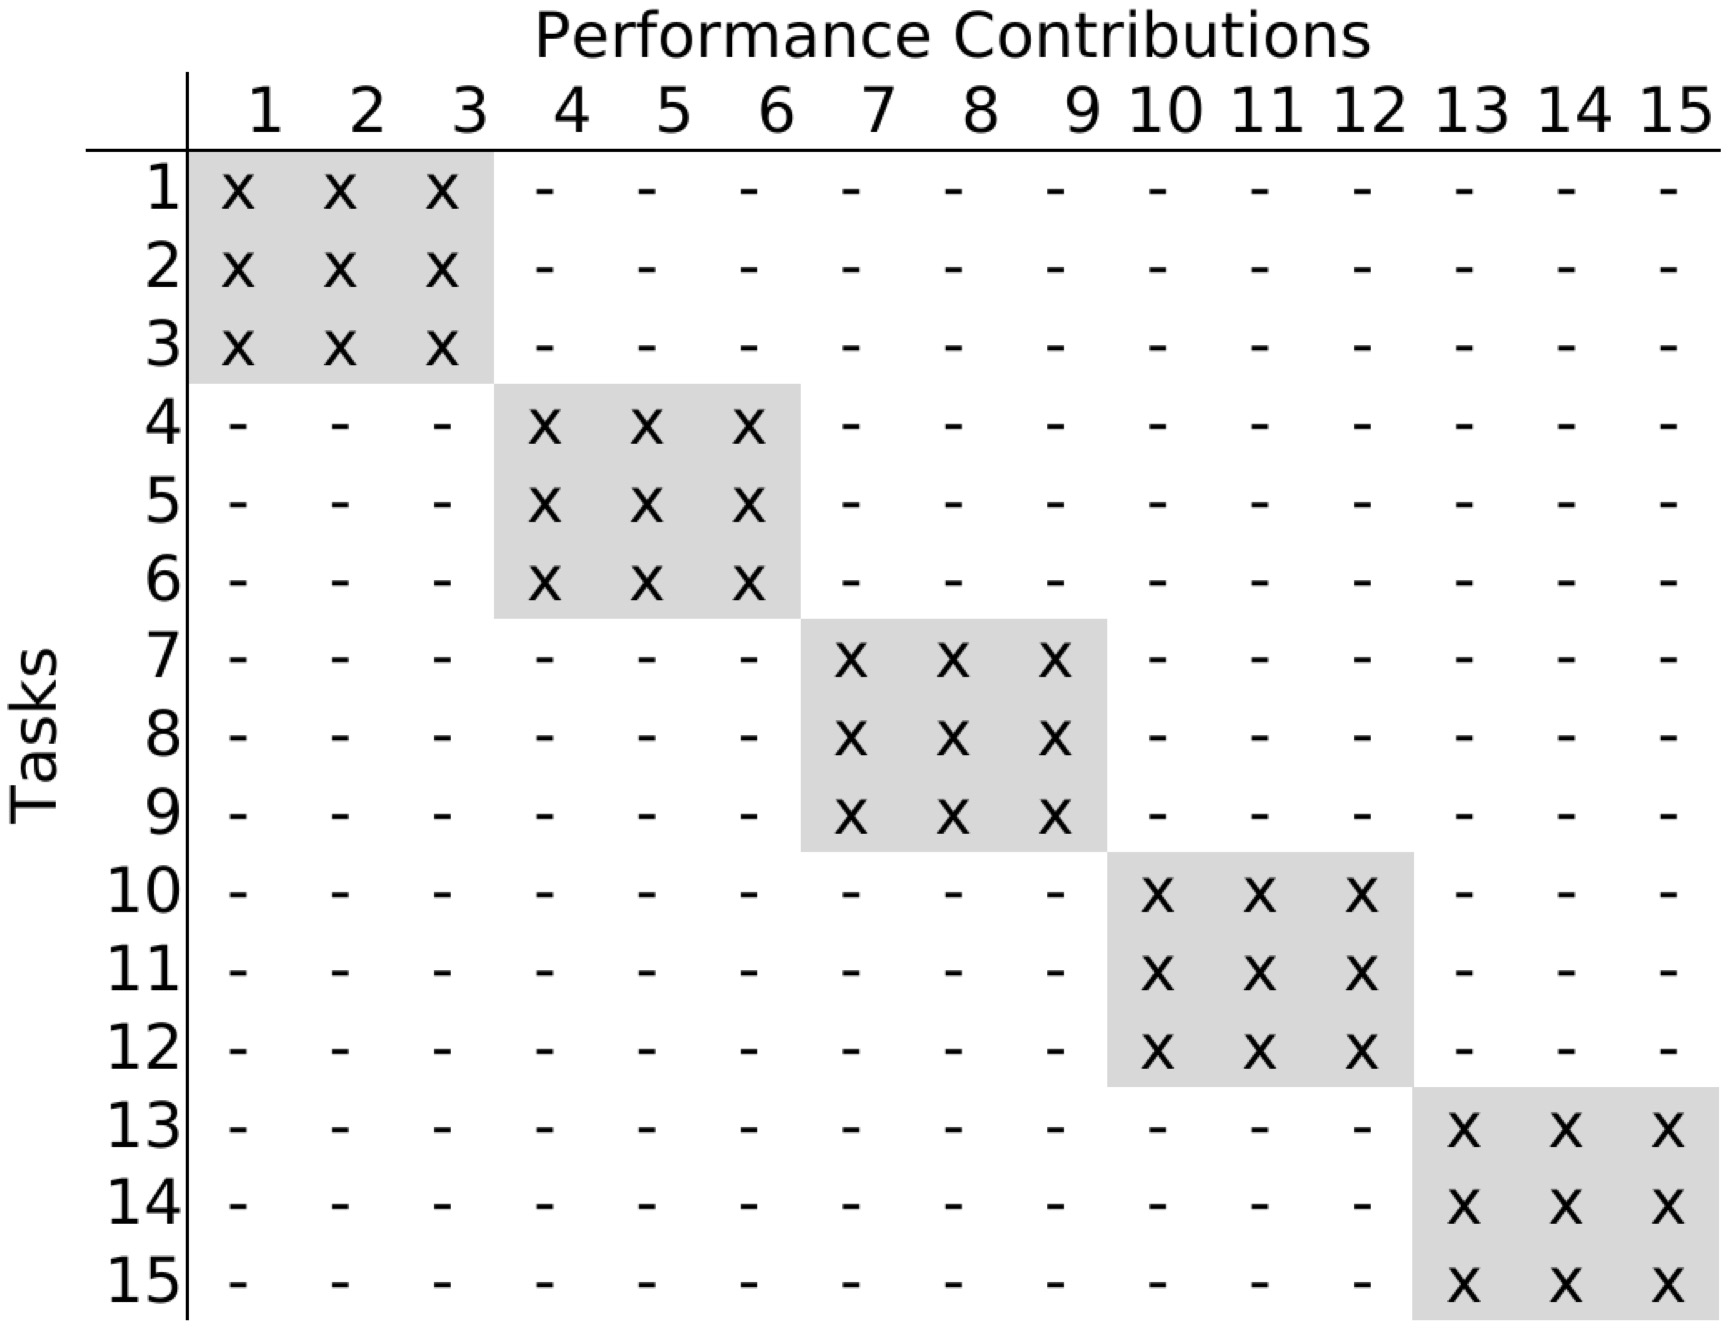 Performance Contributions
1 2 3 4 5 6 7 8 9 10 11 12 13 14 15
Tasks
1 x x x - - - - - - - - - - - -
2 x x x - - - - - - - - - - - -
3 x x x - - - - - - - - - - - -
4 - - - x x x - - - - - - - - -
5 - - - x x x - - - - - - - - -
6 - - - x x x - - - - - - - - -
7 - - - - - - x x x - - - - - -
8 - - - - - - x x x - - - - - -
9 - - - - - - x x x - - - - - -
10 - - - - - - - - - x x x - - -
11 - - - - - - - - - x x x - - -
12 - - - - - - - - - x x x - - -
13 - - - - - - - - - - - - x x x
14 - - - - - - - - - - - - x x x
15 - - - - - - - - - - - - x x x